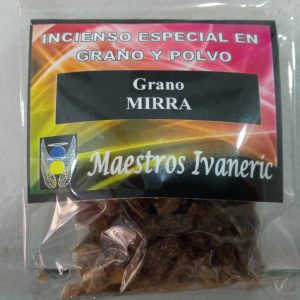 INCIENSO ESPECIAL EN
GRANO Y POLVO
Grano
MIRRA
Maestros Ivaneric